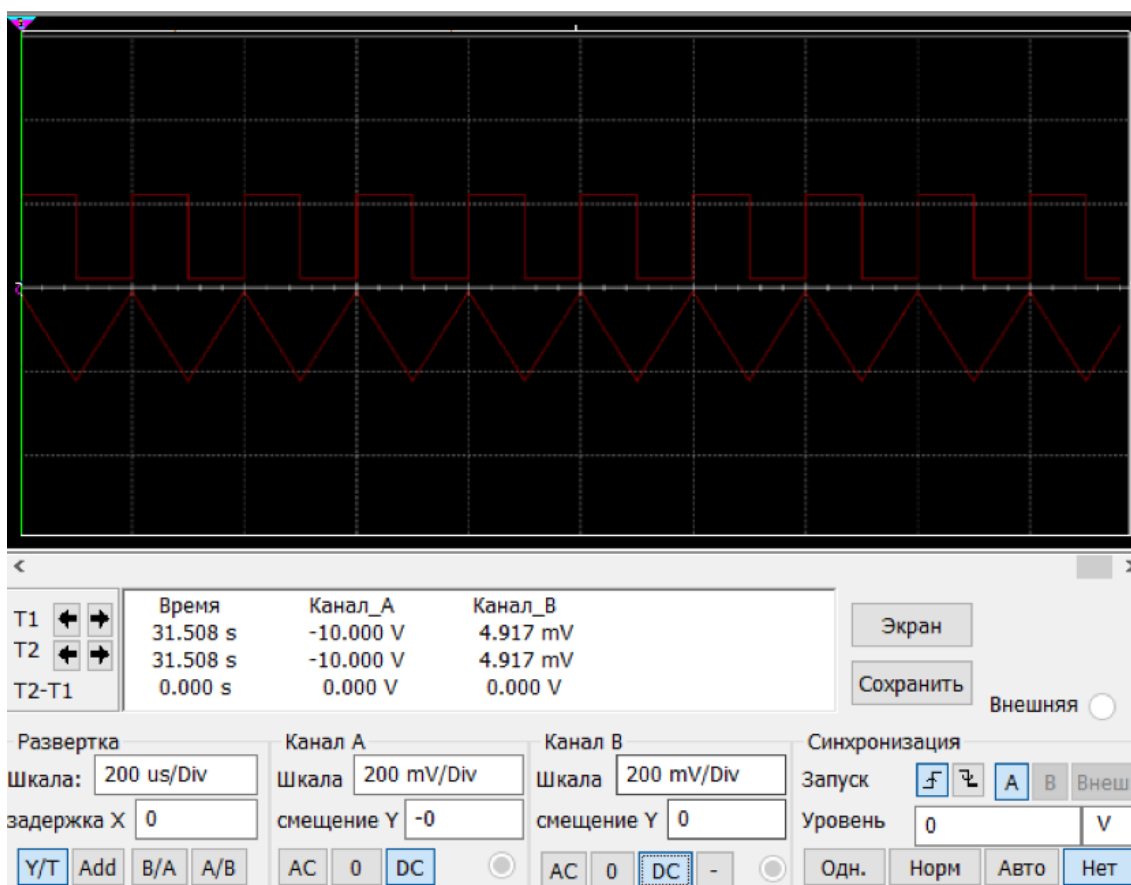 Время Канал_A Канал_B
T1 31.508 s -10.000 V 4.917 mV
T2 31.508 s -10.000 V 4.917 mV
T2-T1 0.000 s 0.000 V 0.000 V
Экран
Сохранить
Внешняя
Развертка Канал A Канал B Синхронизация
Шкала: 200 us/Div Шкала 200 mV/Div Шкала 200 mV/Div Запуск A B Внеш
задержка X 0 смещение Y -0 смещение Y 0 Уровень 0 V
Y/T Add B/A A/B AC 0 DC AC 0 DC - Одн. Норм Авто Нет